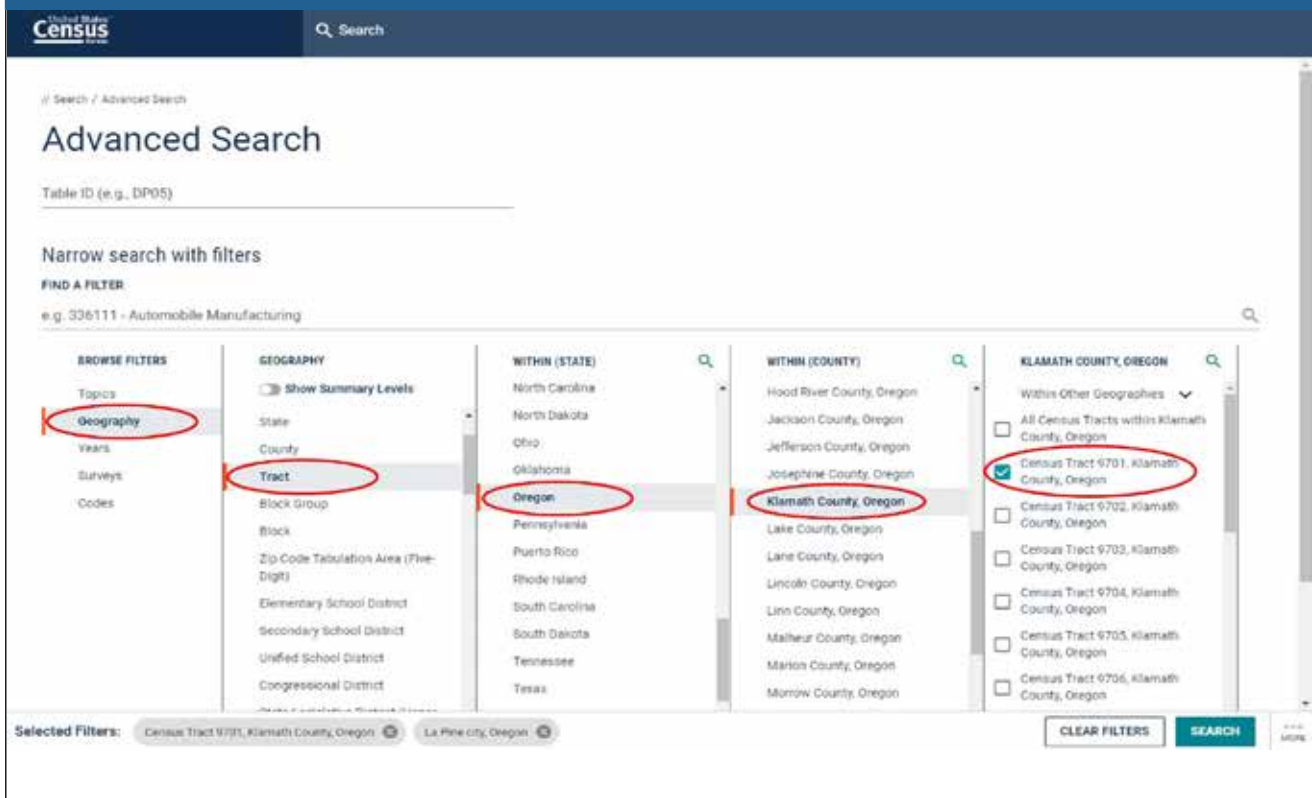 United States
Census
Bureau
Search
// Search / Advanced Search
Advanced Search
Table ID (e.g., DP05)
Narrow search with filters
FIND A FILTER
e.g. 336111 - Automobile Manufacturing
BROWSE FILTERS
Topics
Geography
Years
Surveys
Codes
GEOGRAPHY
Show Summary Levels
State
County
Tract
Block Group
Block
Zip Code Tabulation Area (Five-
Digit)
Elementary School District
Secondary School District
Unified School District
Congressional District
WITHIN (STATE)
North Carolina
North Dakota
Ohio
Oklahoma
Oregon
Pennsylvania
Puerto Rico
Rhode Island
South Carolina
South Dakota
Tennessee
Texas
WITHIN (COUNTY)
Hood River County, Oregon
Jackson County, Oregon
Jefferson County, Oregon
Josephine County, Oregon
Klamath County, Oregon
Lake County, Oregon
Lane County, Oregon
Lincoln County, Oregon
Linn County, Oregon
Malheur County, Oregon
Marion County, Oregon
Morrow County, Oregon
KLAMATH COUNTY, OREGON
Within Other Geographies
All Census Tracts within Klamath
County, Oregon
Census Tract 9701, Klamath
County, Oregon
Census Tract 9702, Klamath
County, Oregon
Census Tract 9703, Klamath
County, Oregon
Census Tract 9704, Klamath
County, Oregon
Census Tract 9705, Klamath
County, Oregon
Census Tract 9706, Klamath
County, Oregon
Selected Filters:
Census Tract 9701, Klamath County, Oregon
La Pine city, Oregon
CLEAR FILTERS
SEARCH
MORE